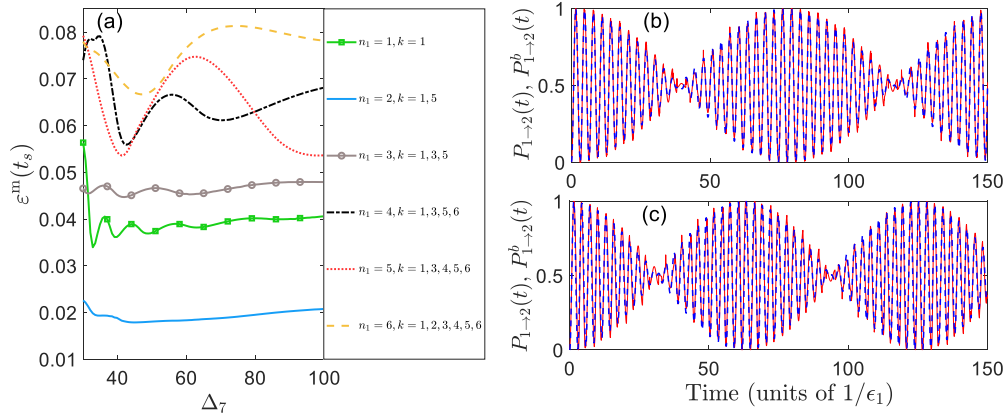 (a)
0.08
0.07
0.06
0.05
0.04
0.03
0.02
0.01
ε^m(t_s)
40 60 80 100
Δ_7
n_1 = 1, k = 1
n_1 = 2, k = 1, 5
n_1 = 3, k = 1, 3, 5
n_1 = 4, k = 1, 3, 5, 6
n_1 = 5, k = 1, 3, 4, 5, 6
n_1 = 6, k = 1, 2, 3, 4, 5, 6
(b)
P_{1→2}(t), P^b_{1→2}(t)
1
0.5
0
0 50 100 150
(c)
P_{1→2}(t), P^b_{1→2}(t)
1
0.5
0
0 50 100 150
Time (units of 1/ϵ_1)